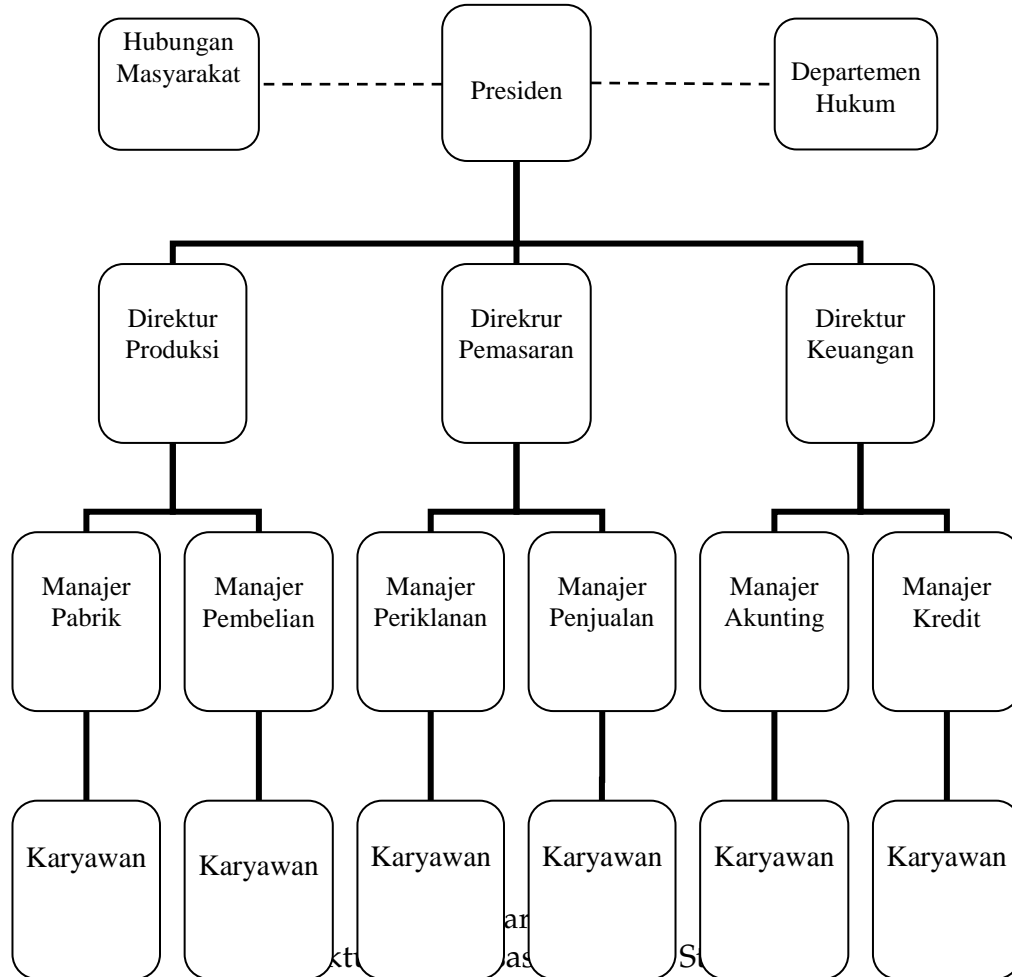 Hubungan
Masyarakat
Presiden
Departemen
Hukum
Direktur
Produksi
Direkrur
Pemasaran
Direktur
Keuangan
Manajer
Pabrik
Manajer
Pembelian
Manajer
Periklanan
Manajer
Penjualan
Manajer
Akunting
Manajer
Kredit
Karyawan
Karyawan
Karyawan
Karyawan
Karyawan
Karyawan